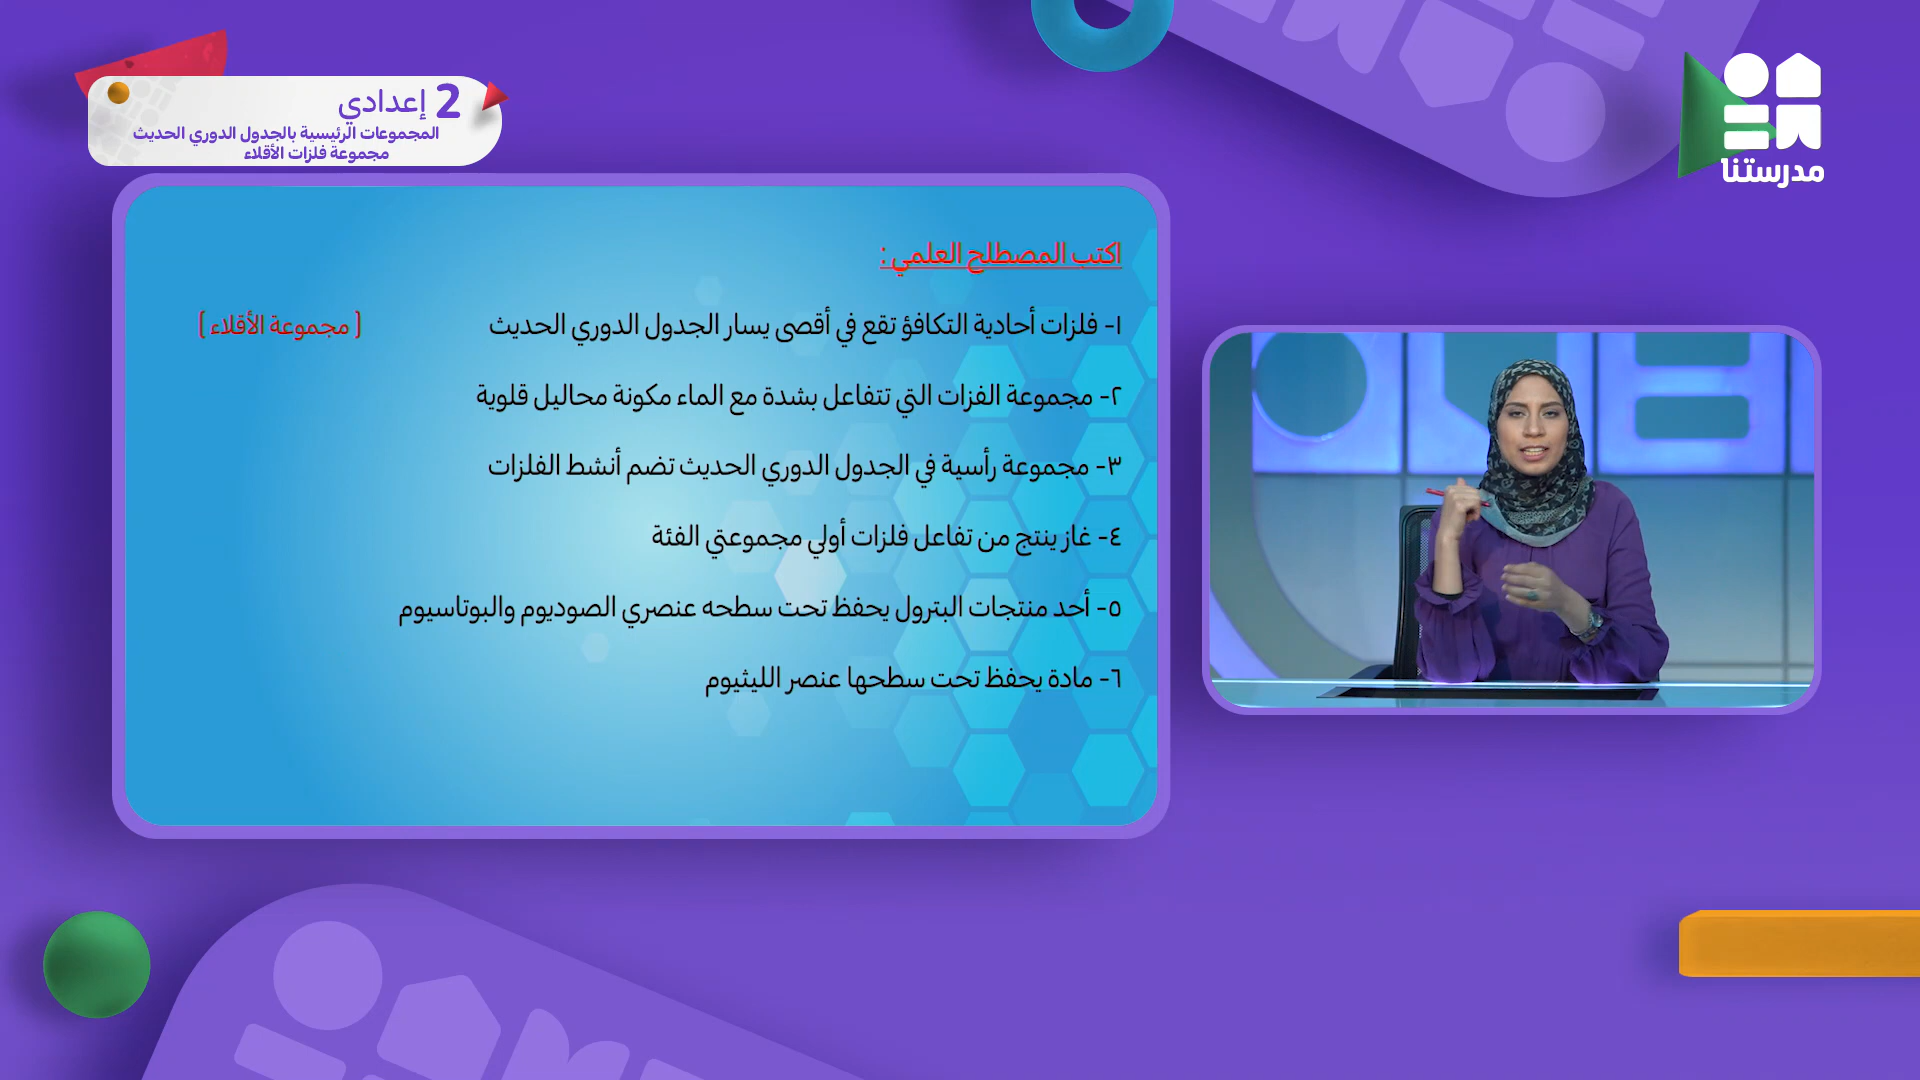 2 إعدادي
المجموعات الرئيسية بالجدول الدوري الحديث
مجموعة فلزات الأقلاء
مدرستنا
اكتب المصطلح العلمي :
١- فلزات أحادية التكافؤ تقع في أقصى يسار الجدول الدوري الحديث ( مجموعة الأقلاء )
٢- مجموعة الفزات التي تتفاعل بشدة مع الماء مكونة محاليل قلوية
٣- مجموعة رأسية في الجدول الدوري الحديث تضم أنشط الفلزات
٤- غاز ينتج من تفاعل فلزات أولي مجموعتي الفئة
٥- أحد منتجات البترول يحفظ تحت سطحه عنصري الصوديوم والبوتاسيوم
٦- مادة يحفظ تحت سطحها عنصر الليثيوم